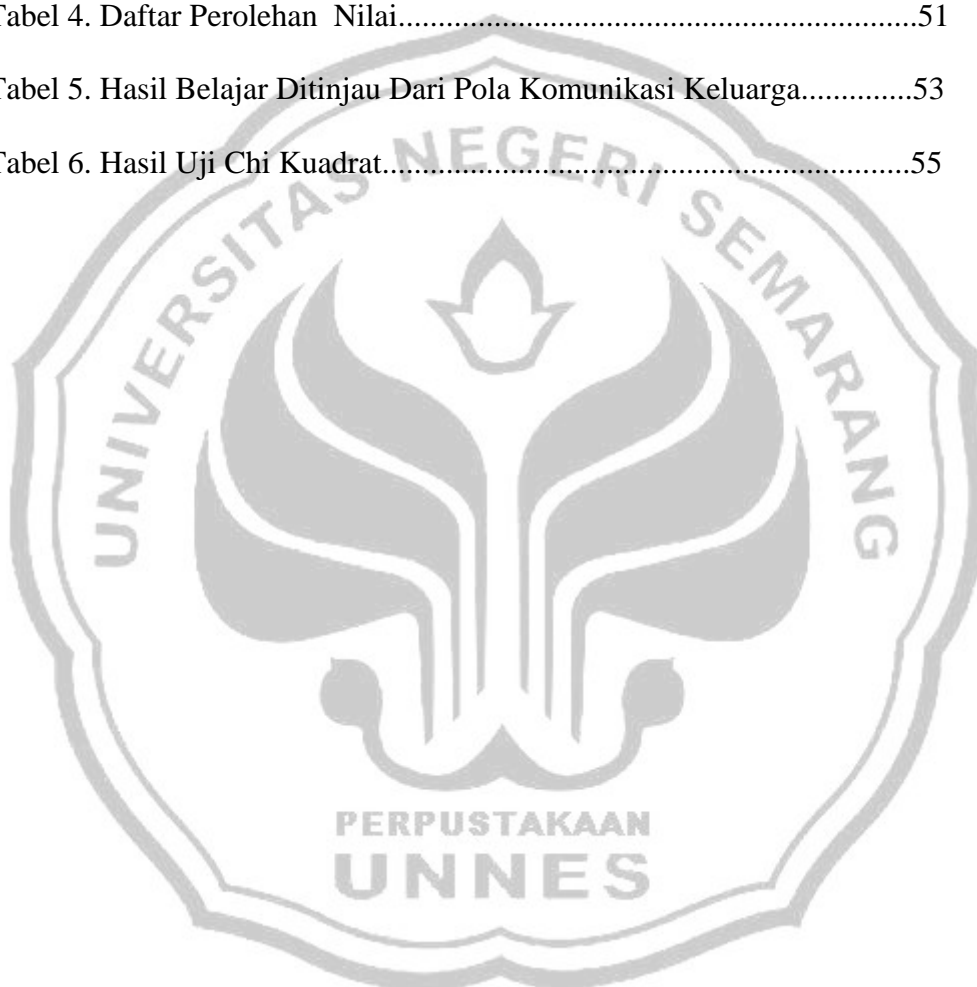 Tabel 4. Daftar Perolehan  Nilai...................................................................51
Tabel 5. Hasil Belajar Ditinjau Dari Pola Komunikasi Keluarga..............53
Tabel 6. Hasil Uji Chi Kuadrat....................................................................55
UNIVERSITAS NEGERI SEMARANG
PERPUSTAKAAN
UNNES